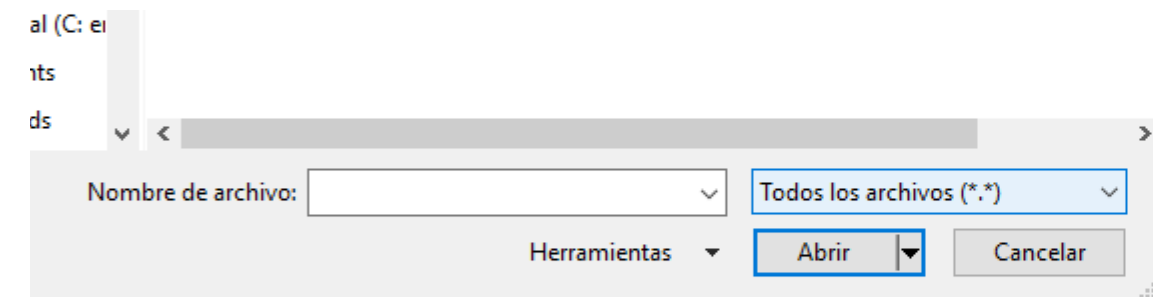 al (C: en
nts
ds
Nombre de archivo:
Todos los archivos (*.*)
Herramientas
Abrir
Cancelar